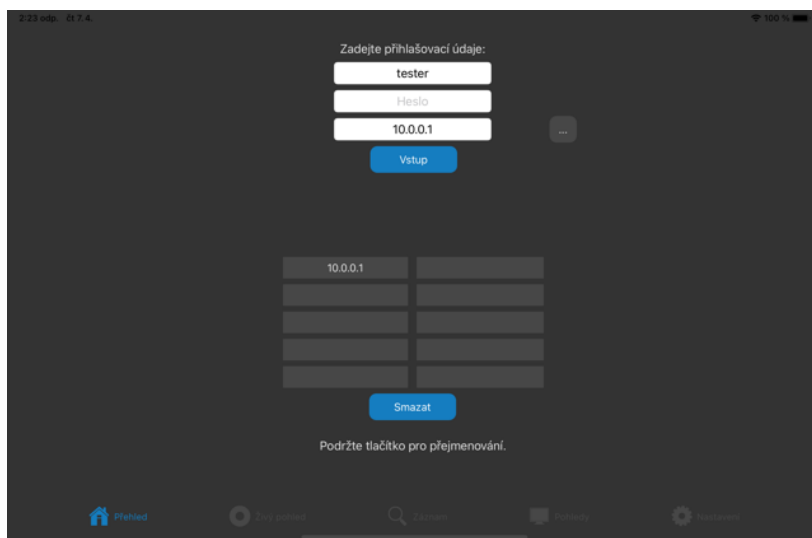 2:23 odp. čt 7.4. 100 %
Zadejte přihlašovací údaje:
tester
Heslo
10.0.0.1
...
Vstup
10.0.0.1
Smazat
Podržte tlačítko pro přejmenování.
Přehled Živý pohled Záznam Pohledy Nastavení